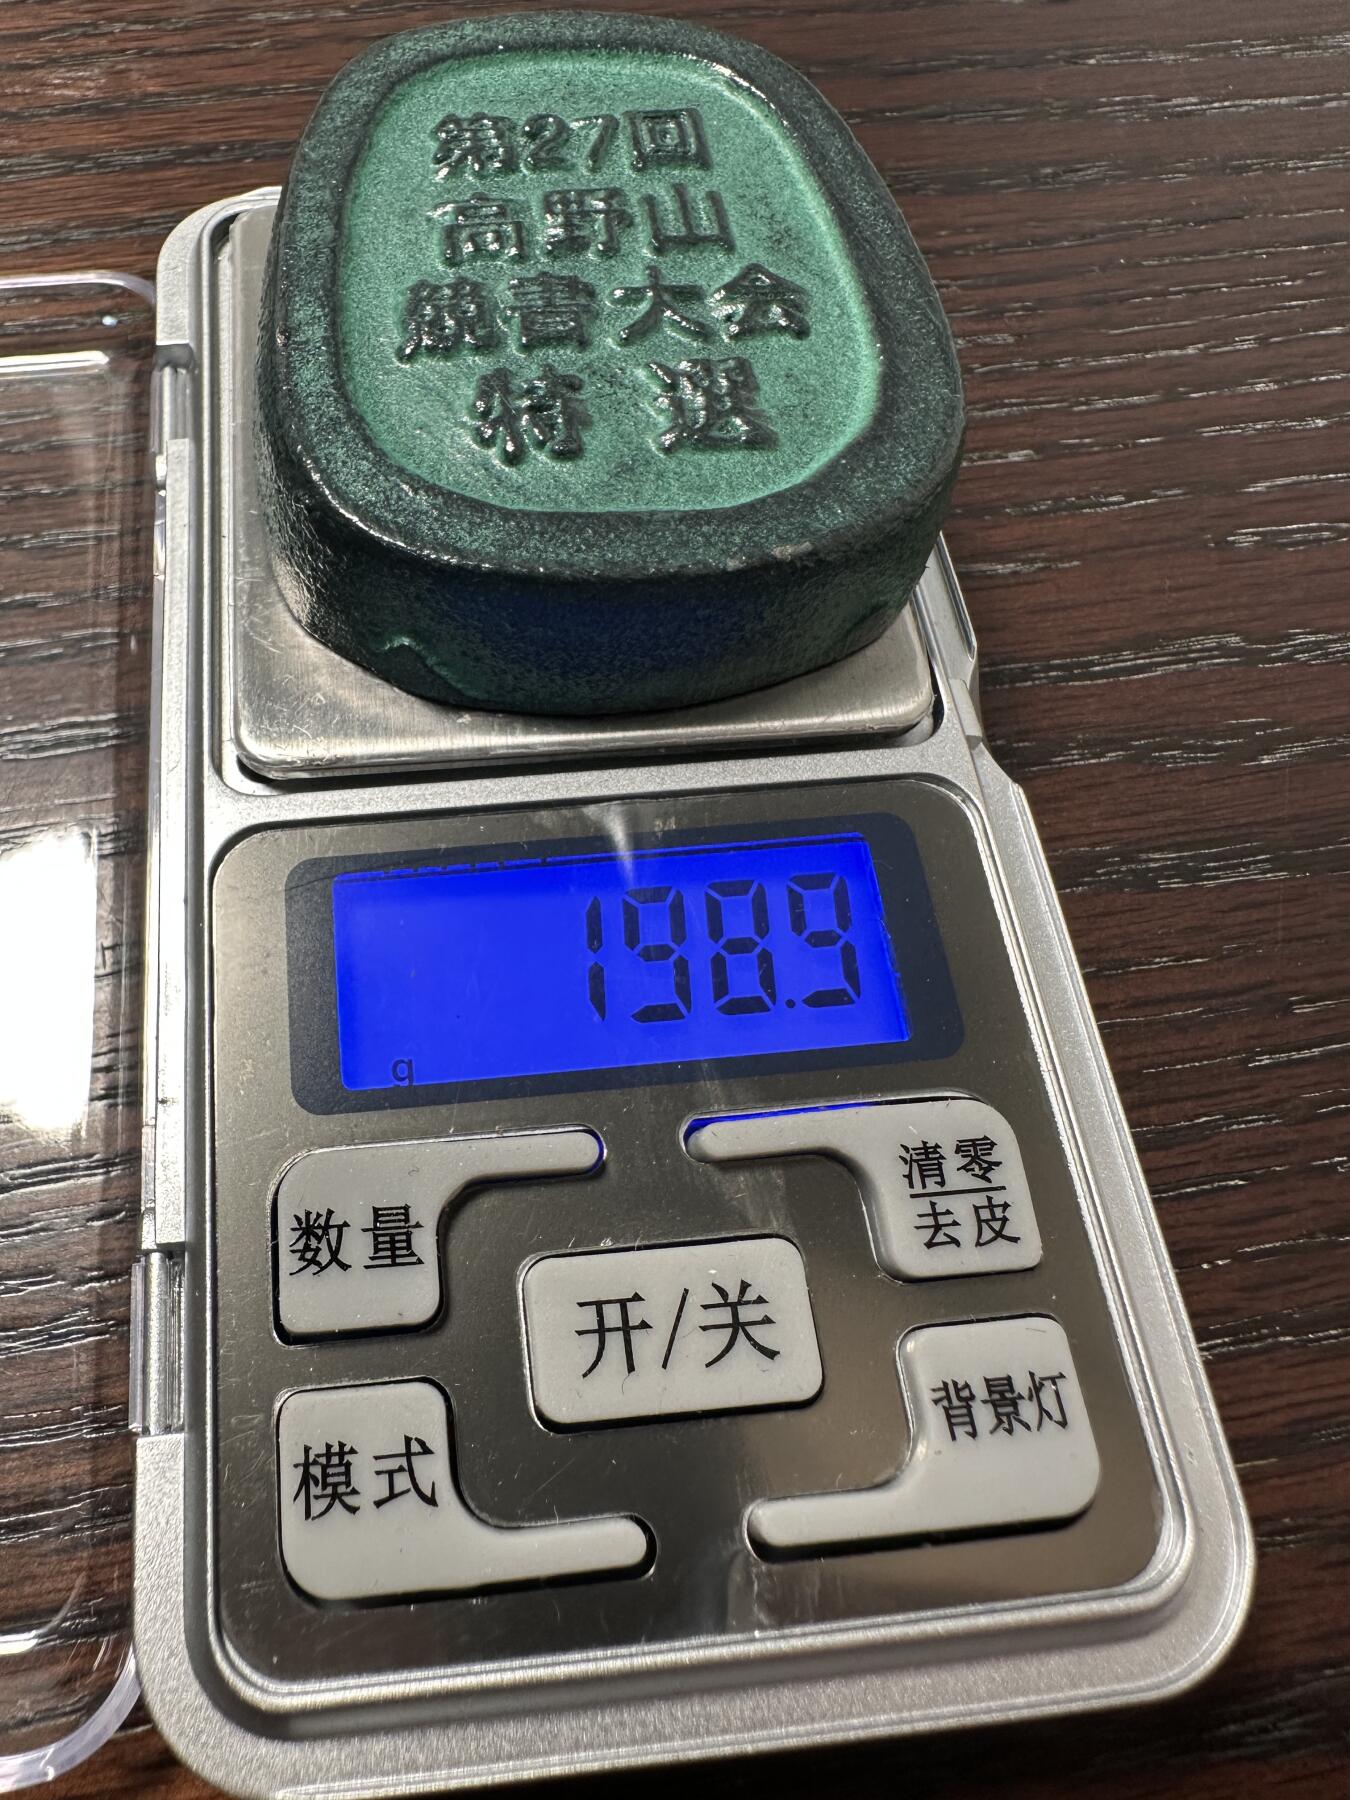 第27回
高野山
競書大会
特選
198.9
g
数量
清零
去皮
开/关
模式
背景灯